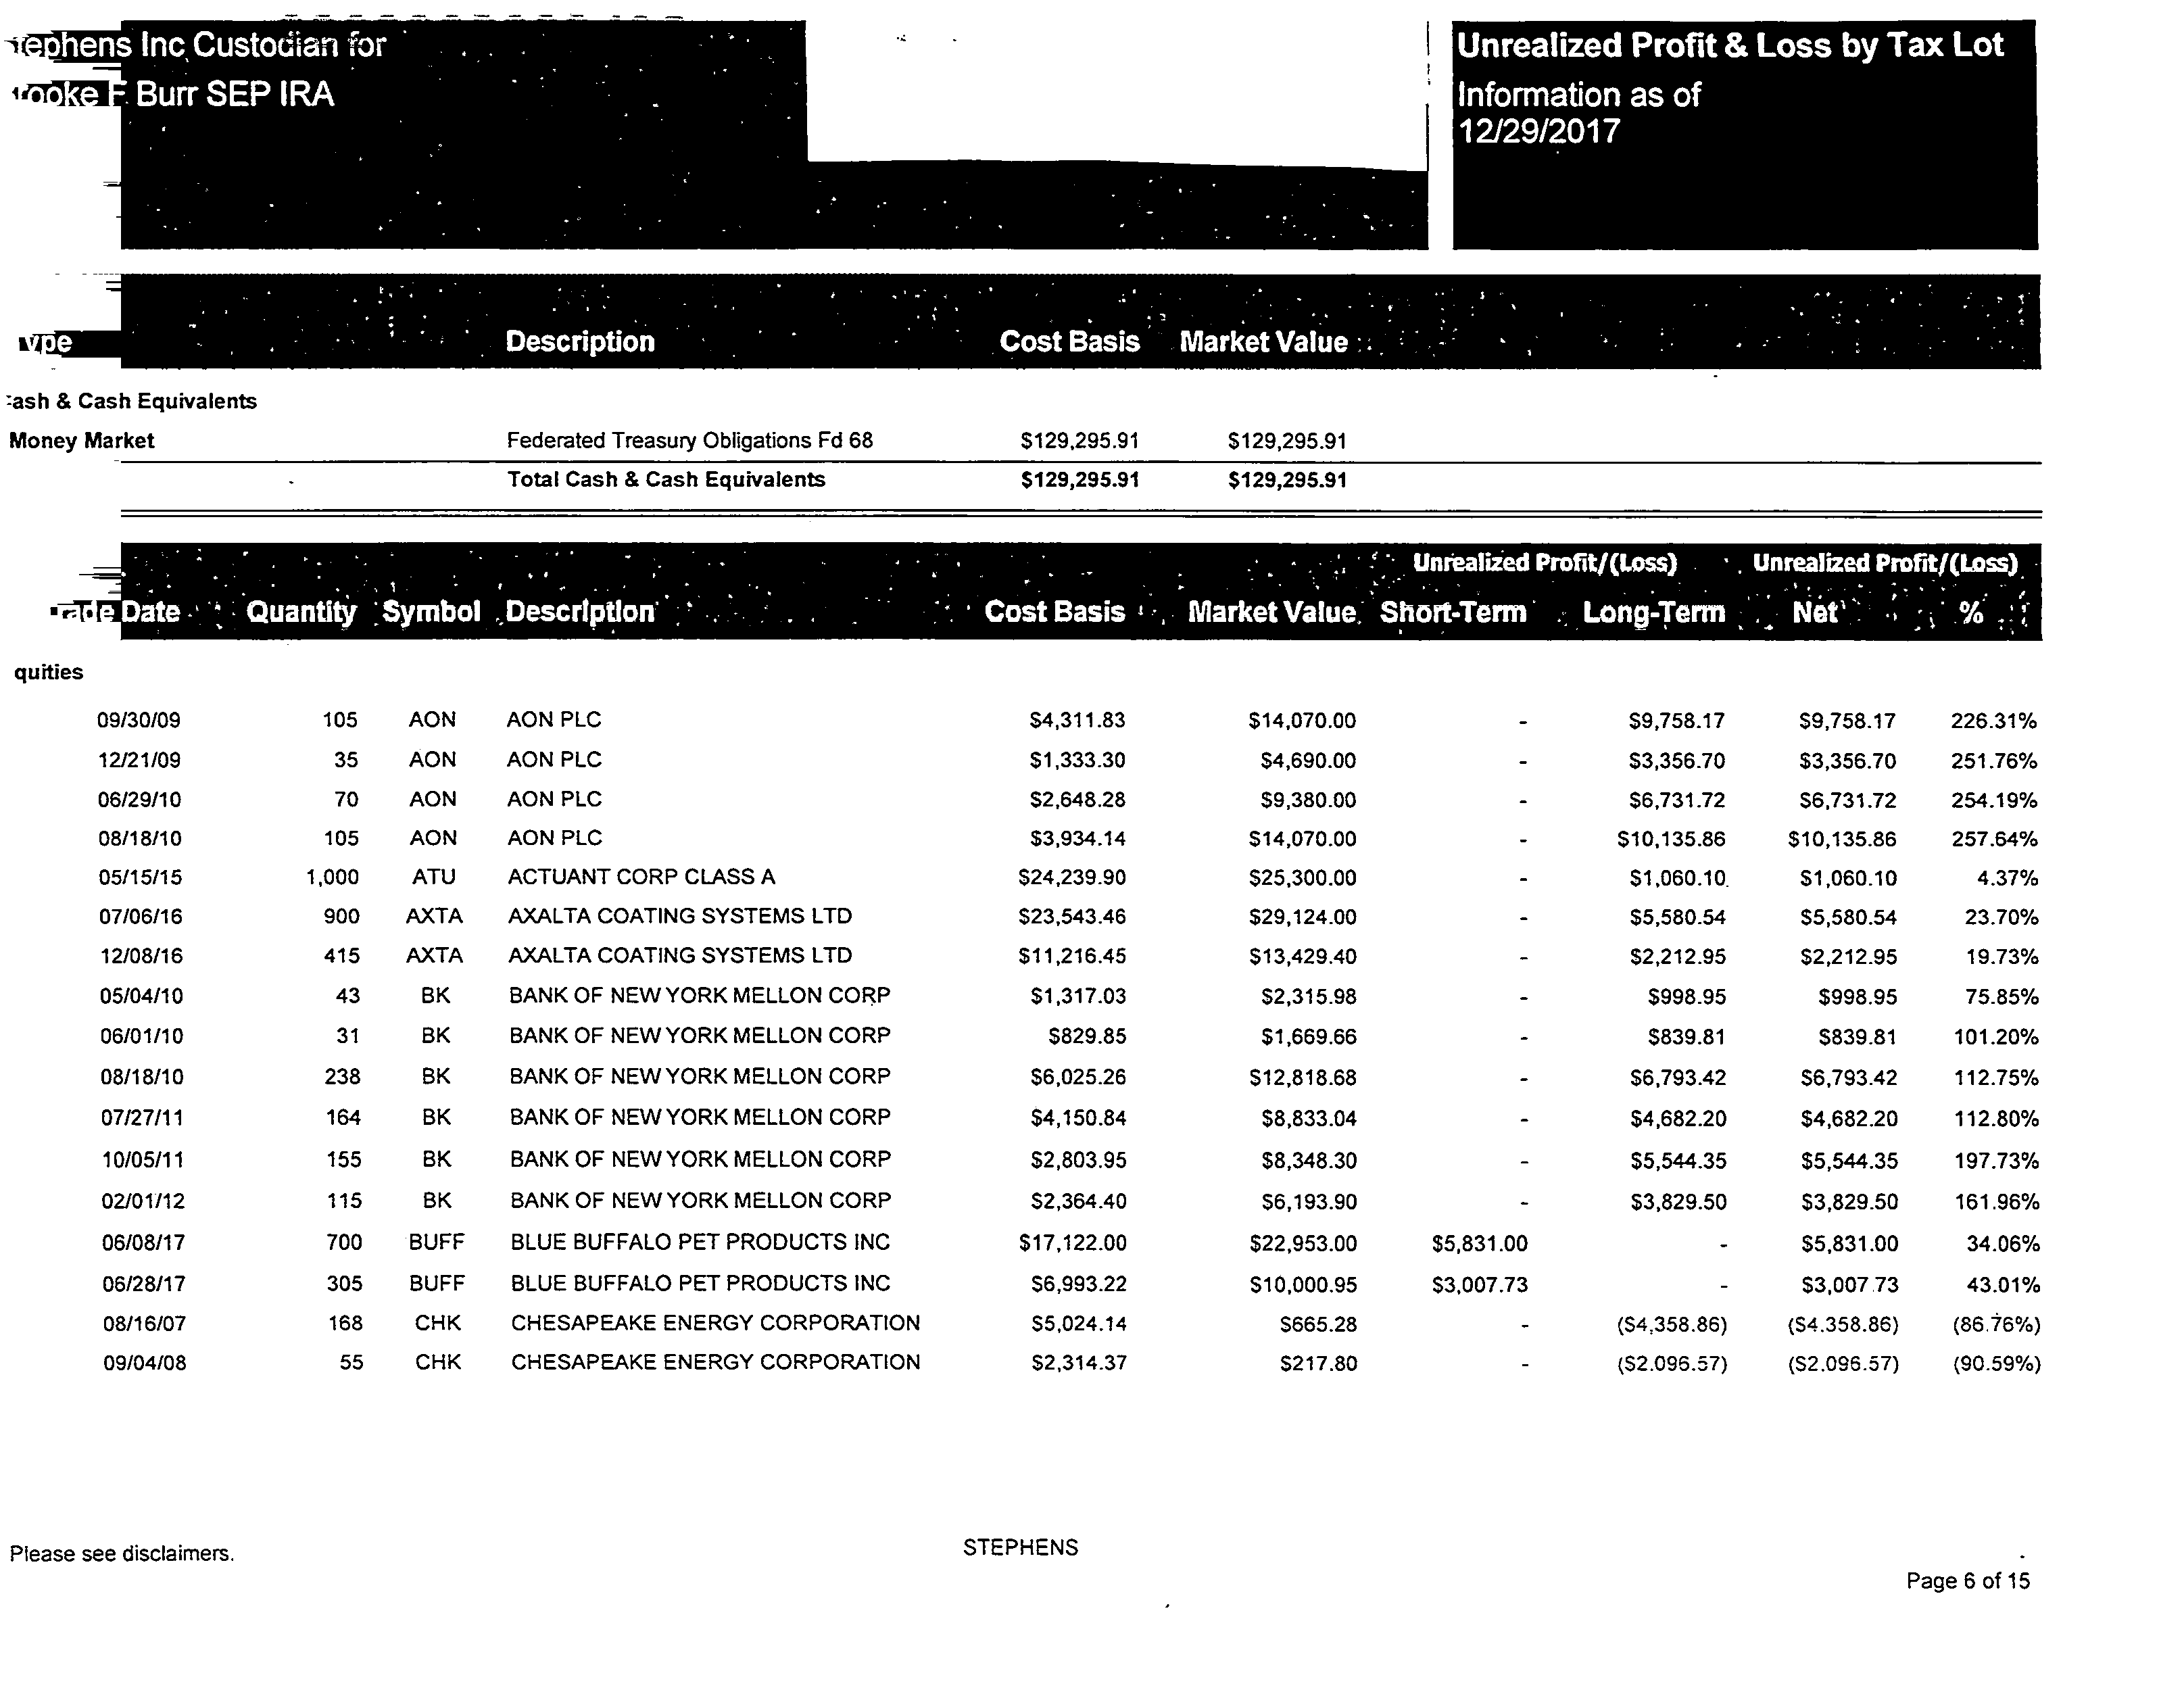 Stephens Inc Custodian for
Brooke F. Burr SEP IRA
Unrealized Profit & Loss by Tax Lot
Information as of
12/29/2017
Type Description Cost Basis Market Value
Cash & Cash Equivalents
Money Market Federated Treasury Obligations Fd 68 $129,295.91 $129,295.91
Total Cash & Cash Equivalents $129,295.91 $129,295.91
Unrealized Profit/(Loss) Unrealized Profit/(Loss)
Trade Date Quantity Symbol Description Cost Basis Market Value Short-Term Long-Term Net %
quities
09/30/09 105 AON AON PLC $4,311.83 $14,070.00 - $9,758.17 $9,758.17 226.31%
12/21/09 35 AON AON PLC $1,333.30 $4,690.00 - $3,356.70 $3,356.70 251.76%
06/29/10 70 AON AON PLC $2,648.28 $9,380.00 - $6,731.72 $6,731.72 254.19%
08/18/10 105 AON AON PLC $3,934.14 $14,070.00 - $10,135.86 $10,135.86 257.64%
05/15/15 1,000 ATU ACTUANT CORP CLASS A $24,239.90 $25,300.00 - $1,060.10 $1,060.10 4.37%
07/06/16 900 AXTA AXALTA COATING SYSTEMS LTD $23,543.46 $29,124.00 - $5,580.54 $5,580.54 23.70%
12/08/16 415 AXTA AXALTA COATING SYSTEMS LTD $11,216.45 $13,429.40 - $2,212.95 $2,212.95 19.73%
05/04/10 43 BK BANK OF NEW YORK MELLON CORP $1,317.03 $2,315.98 - $998.95 $998.95 75.85%
06/01/10 31 BK BANK OF NEW YORK MELLON CORP $829.85 $1,669.66 - $839.81 $839.81 101.20%
08/18/10 238 BK BANK OF NEW YORK MELLON CORP $6,025.26 $12,818.68 - $6,793.42 $6,793.42 112.75%
07/27/11 164 BK BANK OF NEW YORK MELLON CORP $4,150.84 $8,833.04 - $4,682.20 $4,682.20 112.80%
10/05/11 155 BK BANK OF NEW YORK MELLON CORP $2,803.95 $8,348.30 - $5,544.35 $5,544.35 197.73%
02/01/12 115 BK BANK OF NEW YORK MELLON CORP $2,364.40 $6,193.90 - $3,829.50 $3,829.50 161.96%
06/08/17 700 BUFF BLUE BUFFALO PET PRODUCTS INC $17,122.00 $22,953.00 $5,831.00 - $5,831.00 34.06%
06/28/17 305 BUFF BLUE BUFFALO PET PRODUCTS INC $6,993.22 $10,000.95 $3,007.73 - $3,007.73 43.01%
08/16/07 168 CHK CHESAPEAKE ENERGY CORPORATION $5,024.14 $665.28 - ($4,358.86) ($4.358.86) (86.76%)
09/04/08 55 CHK CHESAPEAKE ENERGY CORPORATION $2,314.37 $217.80 - ($2.096.57) ($2.096.57) (90.59%)
Please see disclaimers.
STEPHENS
Page 6 of 15